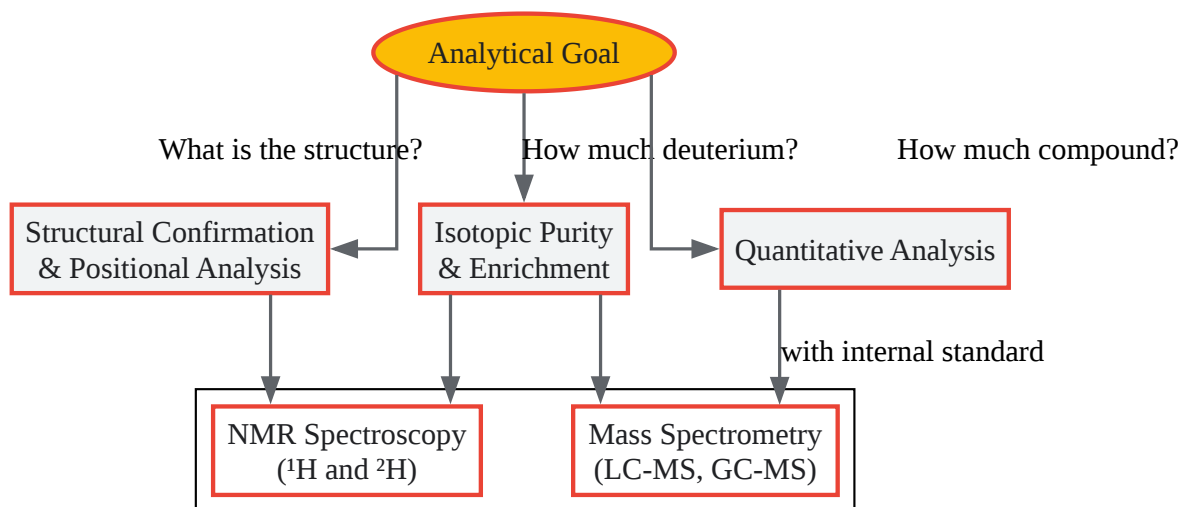 Analytical Goal
What is the structure?
How much deuterium?
How much compound?
Structural Confirmation
& Positional Analysis
Isotopic Purity
& Enrichment
Quantitative Analysis
with internal standard
NMR Spectroscopy
(¹H and ²H)
Mass Spectrometry
(LC-MS, GC-MS)